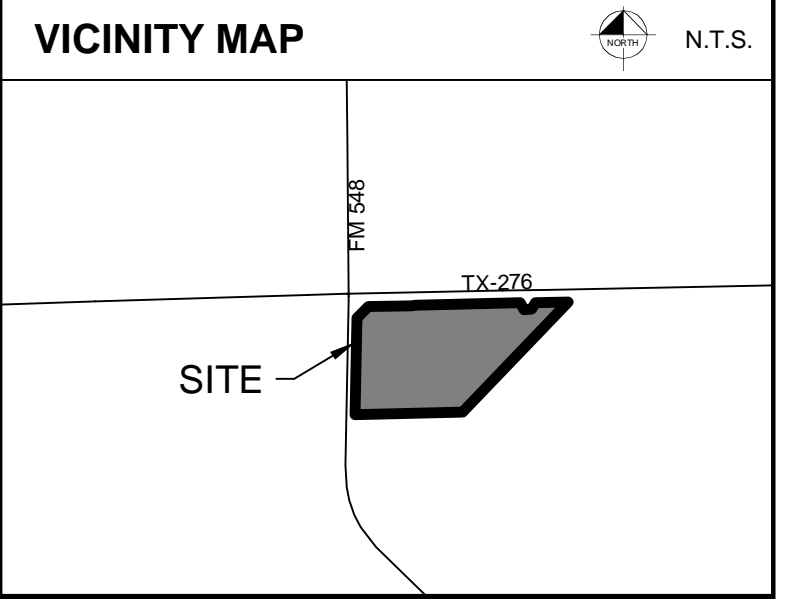 VICINITY MAP
NORTH
N.T.S.
FM 548
TX-276
SITE